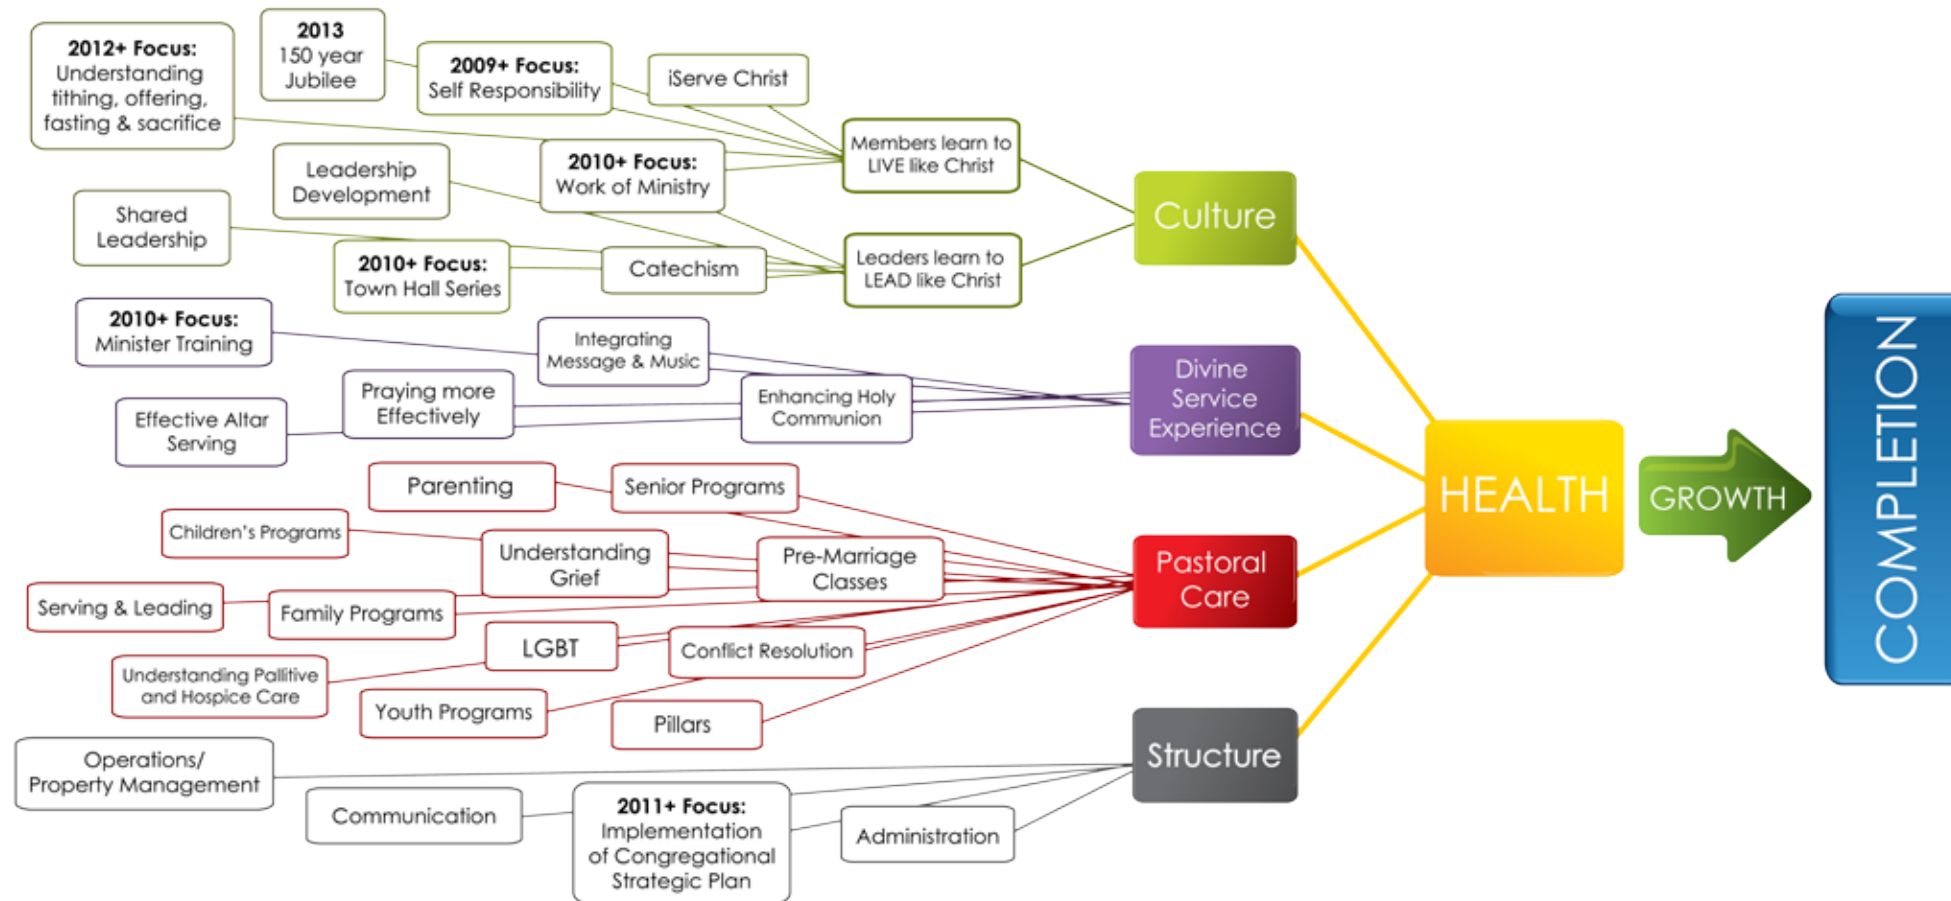 2012+ Focus:
Understanding
tithing, offering,
fasting & sacrifice
2013
150 year
Jubilee
2009+ Focus:
Self Responsibility
iServe Christ
Leadership
Development
2010+ Focus:
Work of Ministry
Members learn to
LIVE like Christ
Shared
Leadership
2010+ Focus:
Town Hall Series
Catechism
Leaders learn to
LEAD like Christ
Culture
2010+ Focus:
Minister Training
Integrating
Message & Music
Effective Altar
Serving
Praying more
Effectively
Enhancing Holy
Communion
Divine
Service
Experience
Parenting
Senior Programs
Children's Programs
Understanding
Grief
Pre-Marriage
Classes
Serving & Leading
Family Programs
LGBT
Conflict Resolution
Understanding Pallitive
and Hospice Care
Youth Programs
Pillars
Pastoral
Care
Operations/
Property Management
Communication
2011+ Focus:
Implementation
of Congregational
Strategic Plan
Administration
Structure
HEALTH
GROWTH
COMPLETION